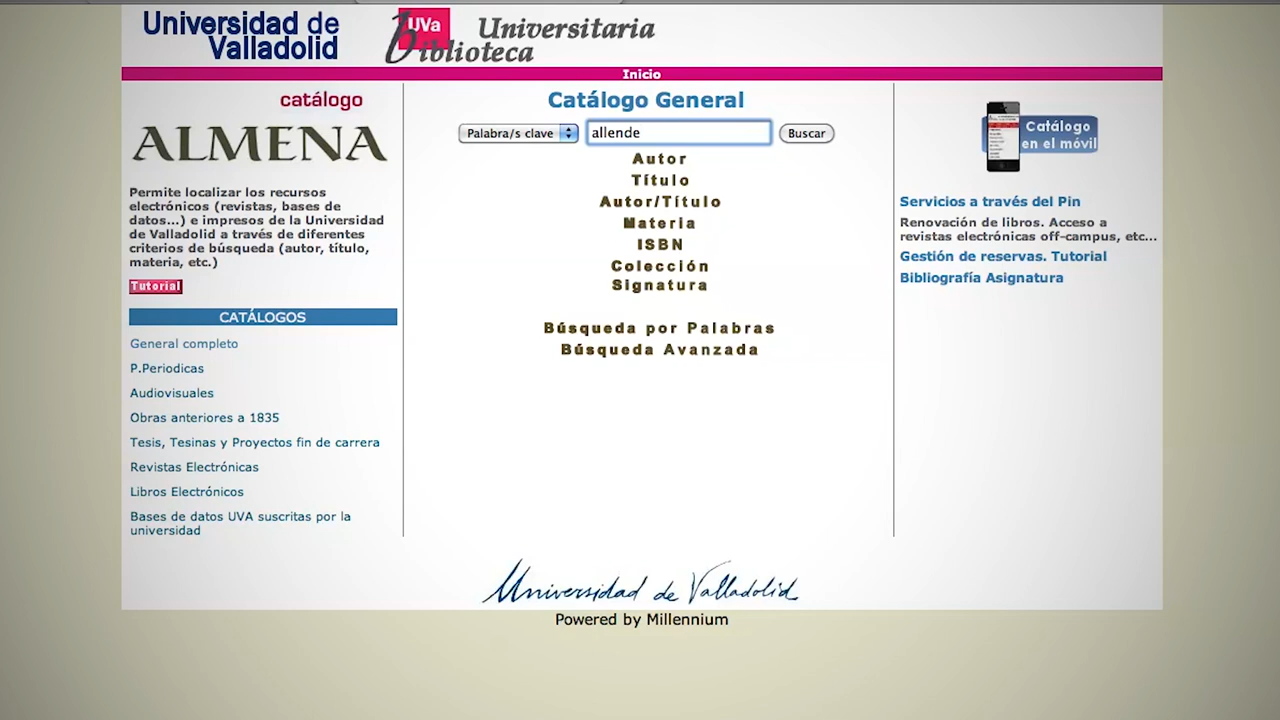 Universidad de
Valladolid
UVa
Biblioteca Universitaria
Inicio
catálogo
ALMENA
Permite localizar los recursos
electrónicos (revistas, bases de
datos...) e impresos de la Universidad
de Valladolid a través de diferentes
criterios de búsqueda (autor, título,
materia, etc.)
Tutorial
CATÁLOGOS
General completo
P.Periodicas
Audiovisuales
Obras anteriores a 1835
Tesis, Tesinas y Proyectos fin de carrera
Revistas Electrónicas
Libros Electrónicos
Bases de datos UVA suscritas por la
universidad
Catálogo General
Palabra/s clave allende Buscar
Autor
Título
Autor/Título
Materia
ISBN
Colección
Signatura
Búsqueda por Palabras
Búsqueda Avanzada
Catálogo
en el móvil
Servicios a través del Pin
Renovación de libros. Acceso a
revistas electrónicas off-campus, etc...
Gestión de reservas. Tutorial
Bibliografía Asignatura
Universidad de Valladolid
Powered by Millennium